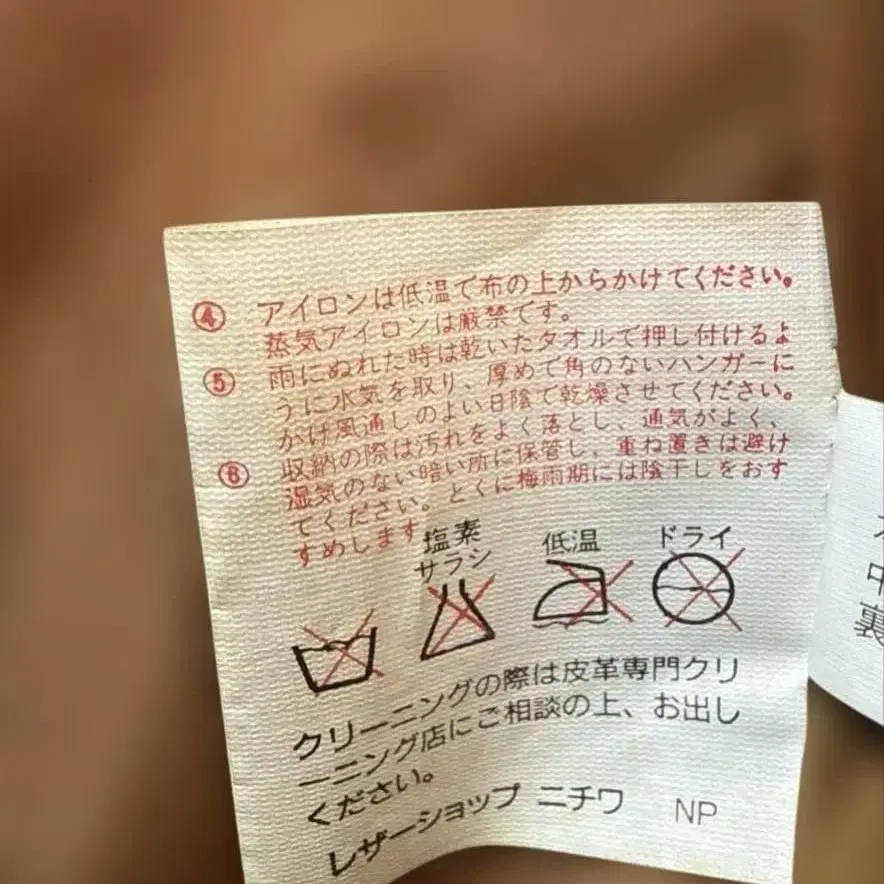 ④ アイロンは低温で布の上からかけてください。
蒸気アイロンは厳禁です。
⑤ 雨にぬれた時は乾いたタオルで押し付けるよ
うに水気を取り、厚めで角のないハンガーに
かけ風通しのよい日陰で乾燥させてください。
⑥ 収納の際は汚れをよく落とし、通気がよく、
湿気のない暗い所に保管し、重ね置きは避け
てください。とくに梅雨期には陰干しをおす
すめします
塩素
サラシ
低温
ドライ
クリーニングの際は皮革専門クリ
ーニング店にご相談の上、お出し
ください。
レザーショップ ニチワ NP
裏